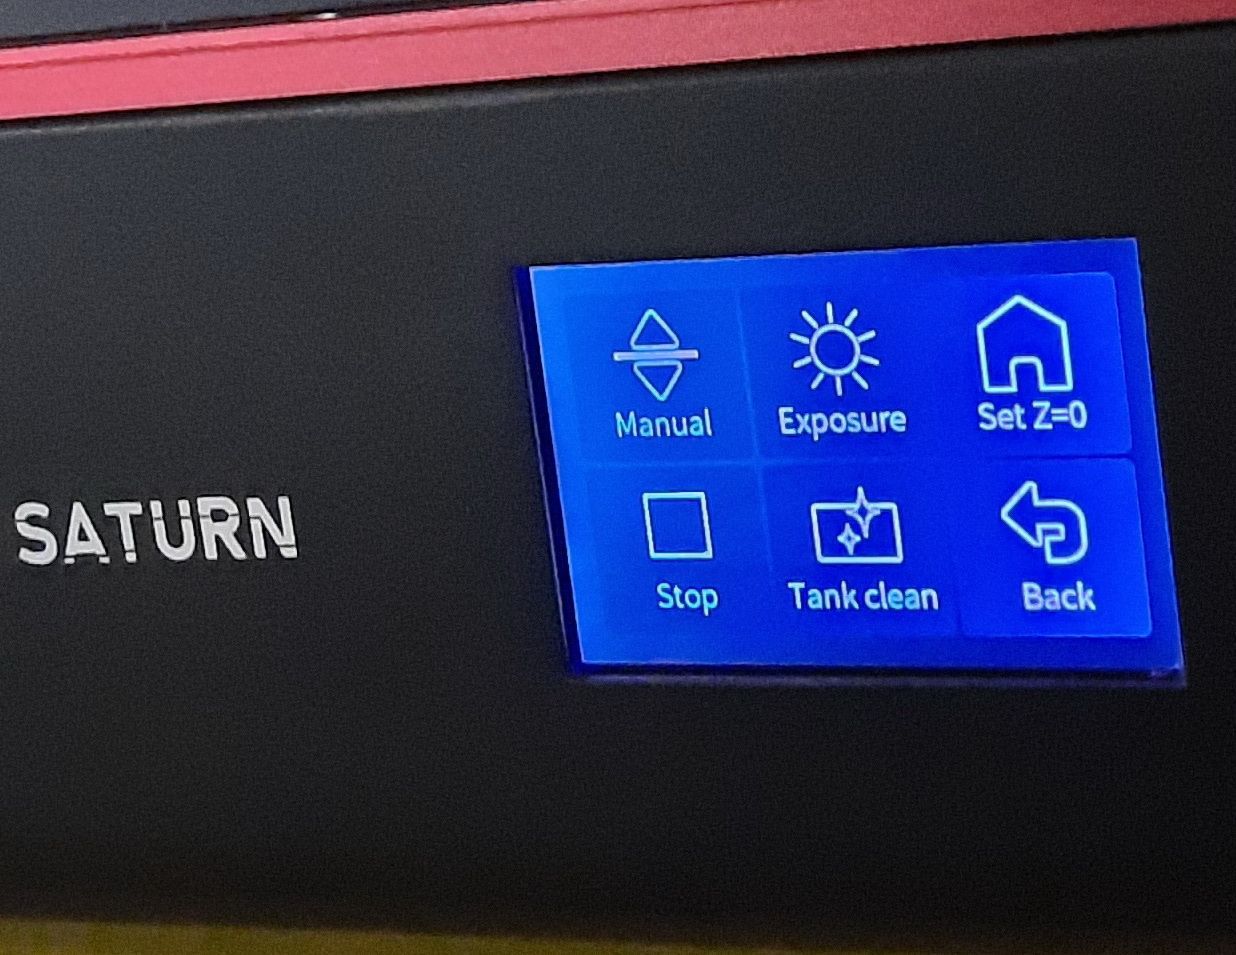 SATURN
Manual
Exposure
Set Z=0
Stop
Tank clean
Back